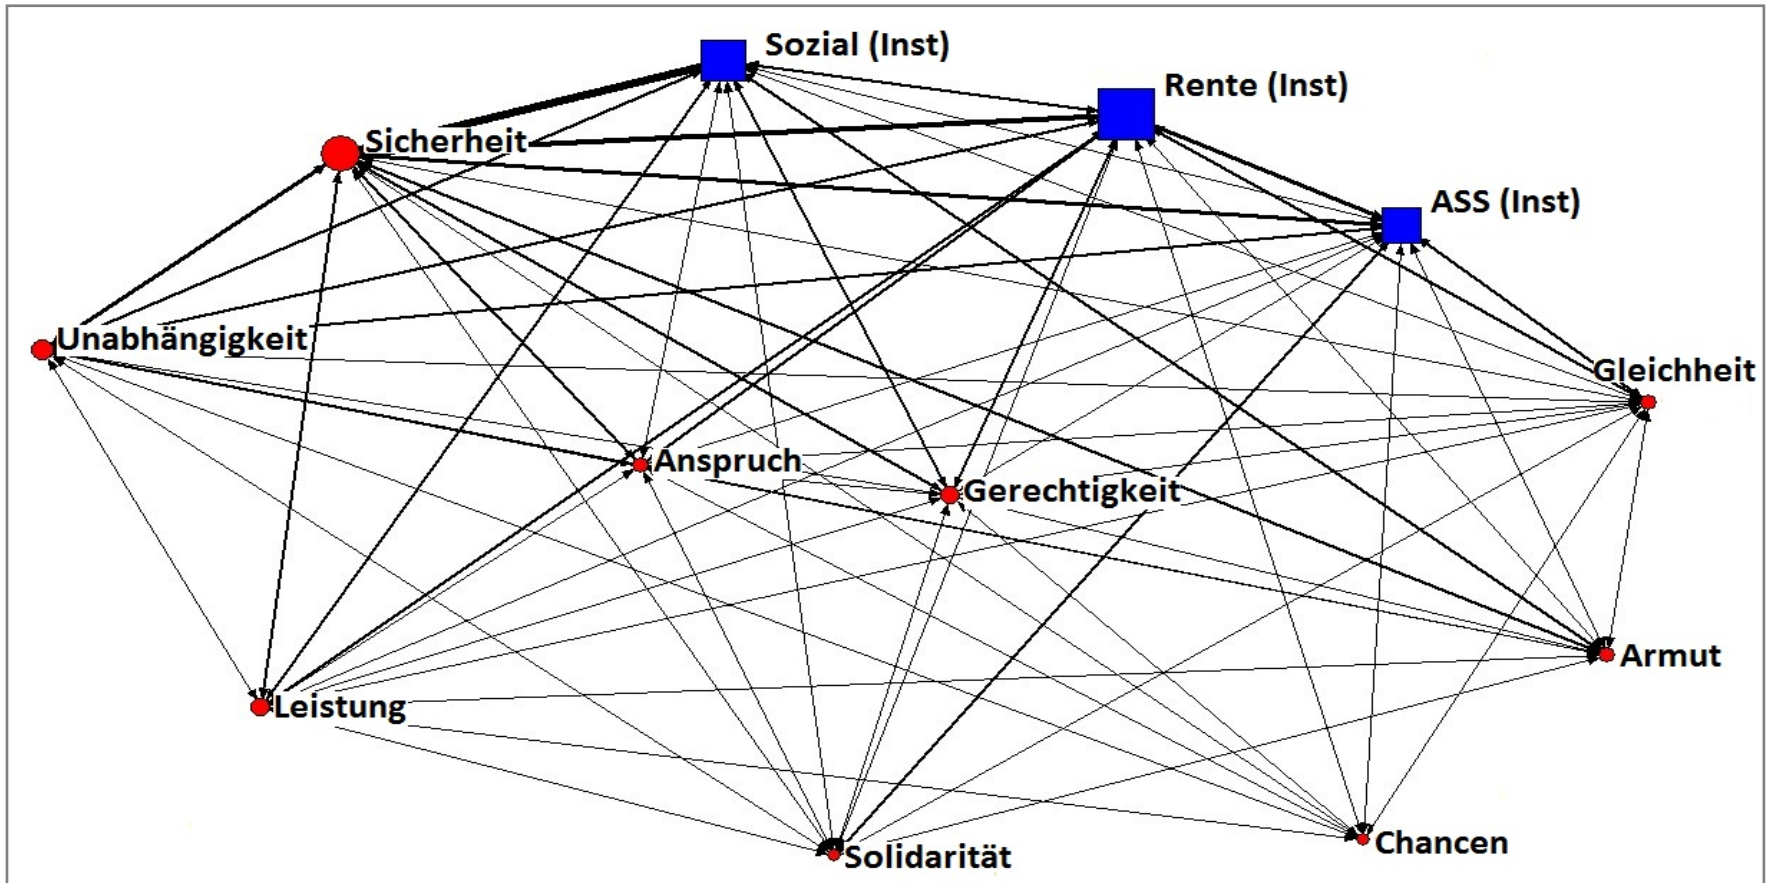 Sozial (Inst)
Rente (Inst)
Sicherheit
ASS (Inst)
Unabhängigkeit
Gleichheit
Anspruch
Gerechtigkeit
Armut
Leistung
Chancen
Solidarität